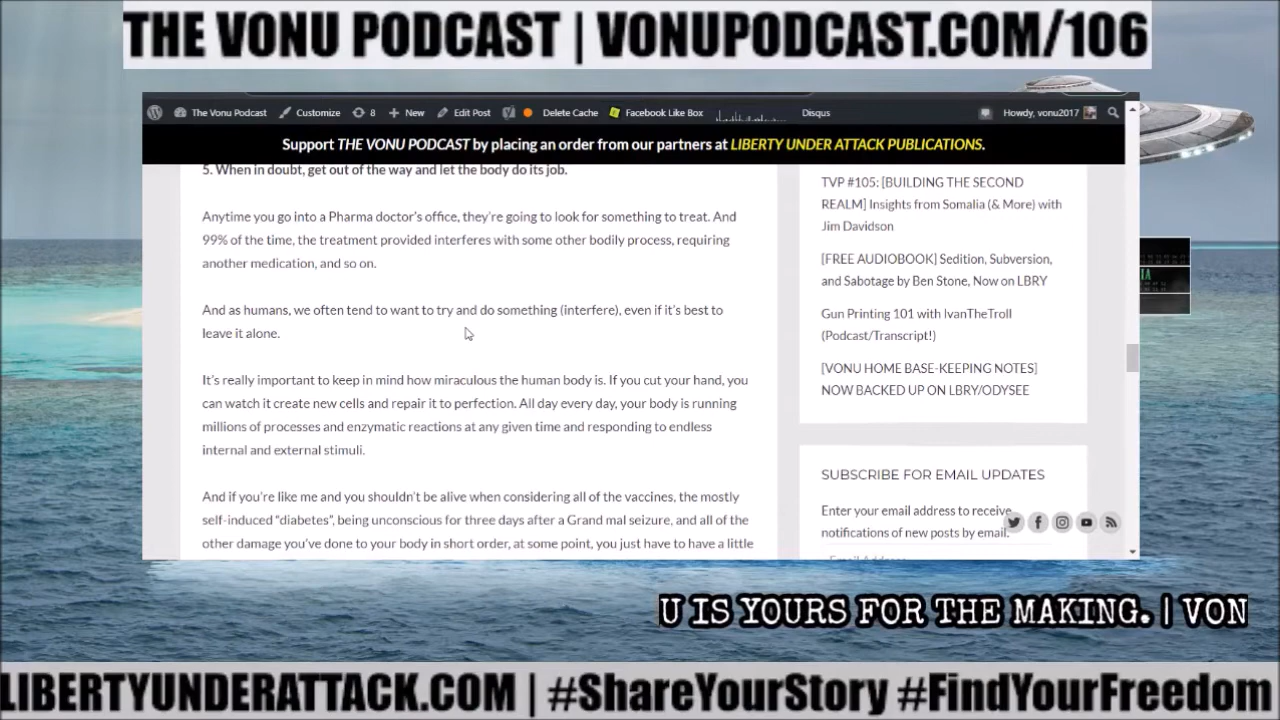 THE VONU PODCAST | VONUPODCAST.COM/106
The Vonu Podcast Customize 8 New Edit Post Delete Cache Facebook Like Box Disqus Howdy, vonu2017
Support THE VONU PODCAST by placing an order from our partners at LIBERTY UNDER ATTACK PUBLICATIONS.
5. When in doubt, get out of the way and let the body do its job.
Anytime you go into a Pharma doctor's office, they're going to look for something to treat. And
99% of the time, the treatment provided interferes with some other bodily process, requiring
another medication, and so on.
And as humans, we often tend to want to try and do something (interfere), even if it's best to
leave it alone.
It's really important to keep in mind how miraculous the human body is. If you cut your hand, you
can watch it create new cells and repair it to perfection. All day every day, your body is running
millions of processes and enzymatic reactions at any given time and responding to endless
internal and external stimuli.
And if you're like me and you shouldn't be alive when considering all of the vaccines, the mostly
self-induced "diabetes", being unconscious for three days after a Grand mal seizure, and all of the
other damage you've done to your body in short order, at some point, you just have to have a little
TVP #105: [BUILDING THE SECOND
REALM] Insights from Somalia (& More) with
Jim Davidson
[FREE AUDIOBOOK] Sedition, Subversion,
and Sabotage by Ben Stone, Now on LBRY
Gun Printing 101 with IvanTheTroll
(Podcast/Transcript!)
[VONU HOME BASE-KEEPING NOTES]
NOW BACKED UP ON LBRY/ODYSEE
SUBSCRIBE FOR EMAIL UPDATES
Enter your email address to receive
notifications of new posts by email.
Email Address
U IS YOURS FOR THE MAKING. | VON
LIBERTYUNDERATTACK.COM | #ShareYourStory #FindYourFreedom